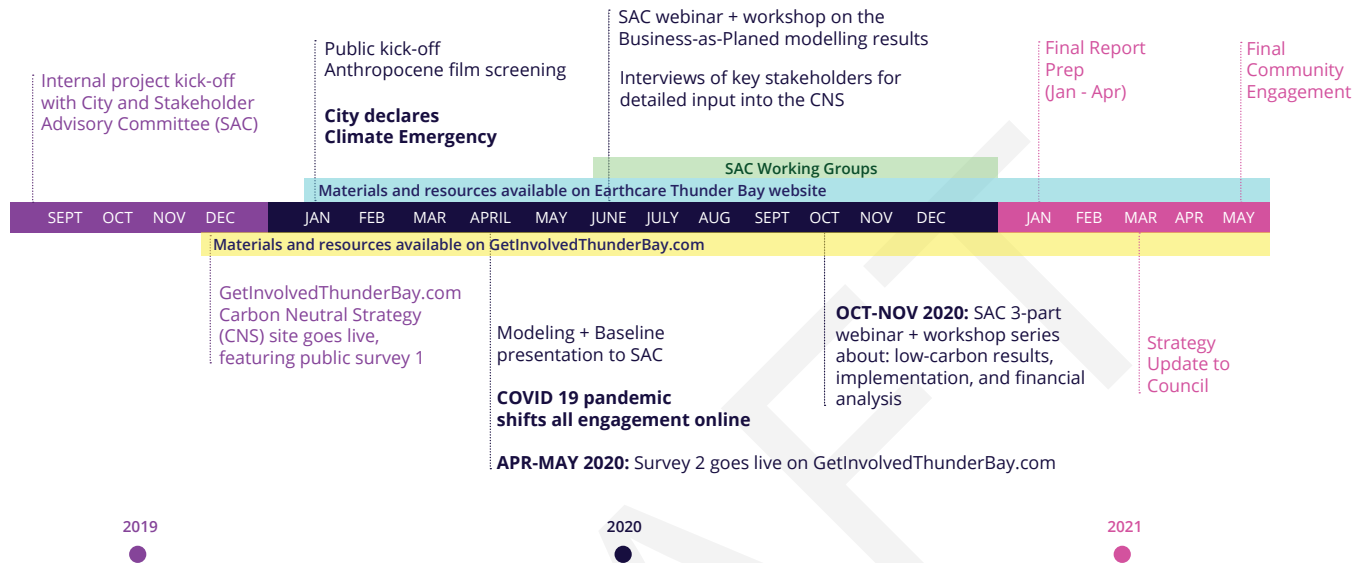 SAC webinar + workshop on the
Business-as-Planed modelling results
Interviews of key stakeholders for
detailed input into the CNS
Public kick-off
Anthropocene film screening
City declares
Climate Emergency
Internal project kick-off
with City and Stakeholder
Advisory Committee (SAC)
Final Report
Prep
(Jan - Apr)
Final
Community
Engagement
SAC Working Groups
Materials and resources available on Earthcare Thunder Bay website
SEPT OCT NOV DEC JAN FEB MAR APRIL MAY JUNE JULY AUG SEPT OCT NOV DEC JAN FEB MAR APR MAY
Materials and resources available on GetInvolvedThunderBay.com
GetInvolvedThunderBay.com
Carbon Neutral Strategy
(CNS) site goes live,
featuring public survey 1
Modeling + Baseline
presentation to SAC
COVID 19 pandemic
shifts all engagement online
APR-MAY 2020: Survey 2 goes live on GetInvolvedThunderBay.com
OCT-NOV 2020: SAC 3-part
webinar + workshop series
about: low-carbon results,
implementation, and financial
analysis
Strategy
Update to
Council
2019 2020 2021